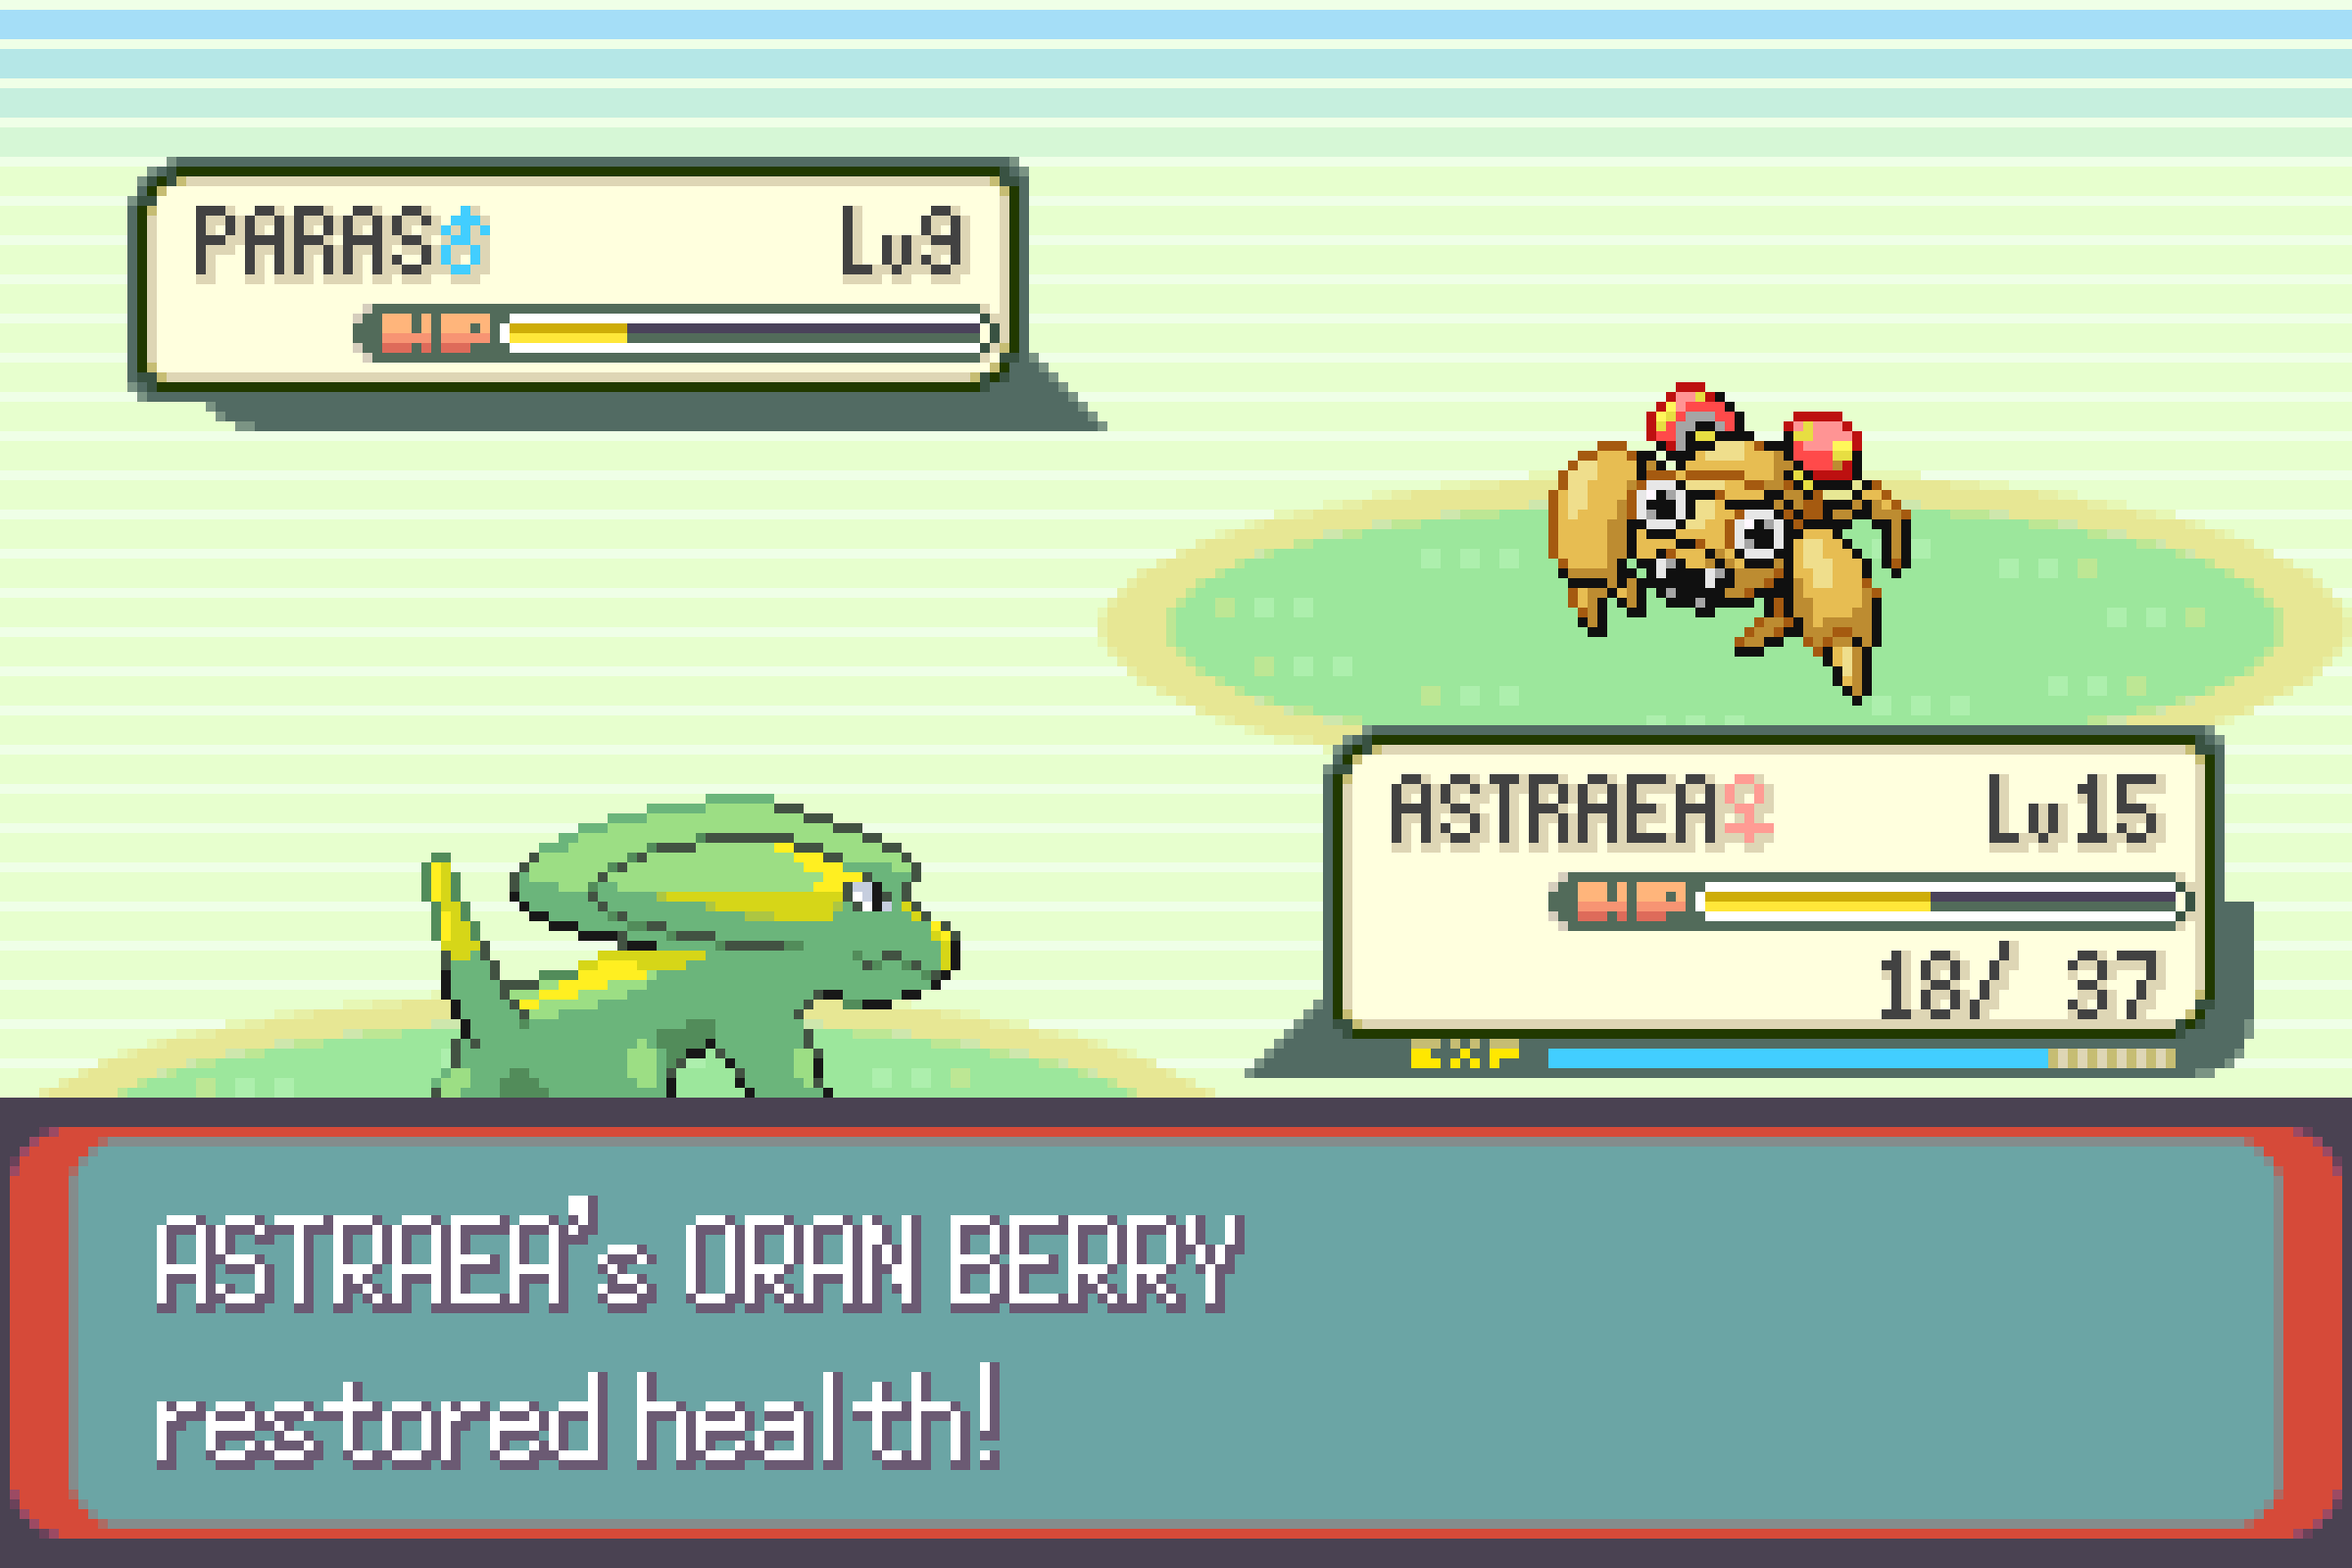 PARAS♂ Lv9
HP
ASTRAEA♀ Lv15
HP
18/ 37
EXP
ASTRAEA's ORAN BERRY
restored health!